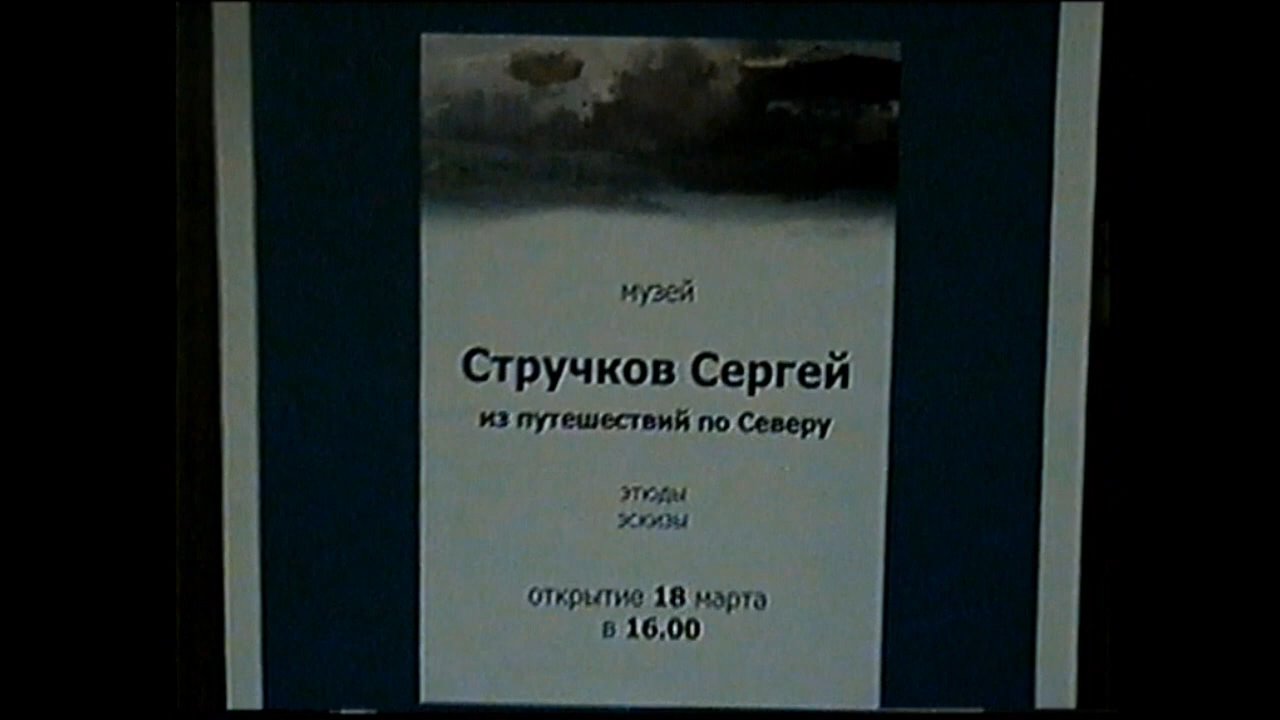 музей
Стручков Сергей
из путешествий по Северу
этюды
эскизы
открытие 18 марта
в 16.00